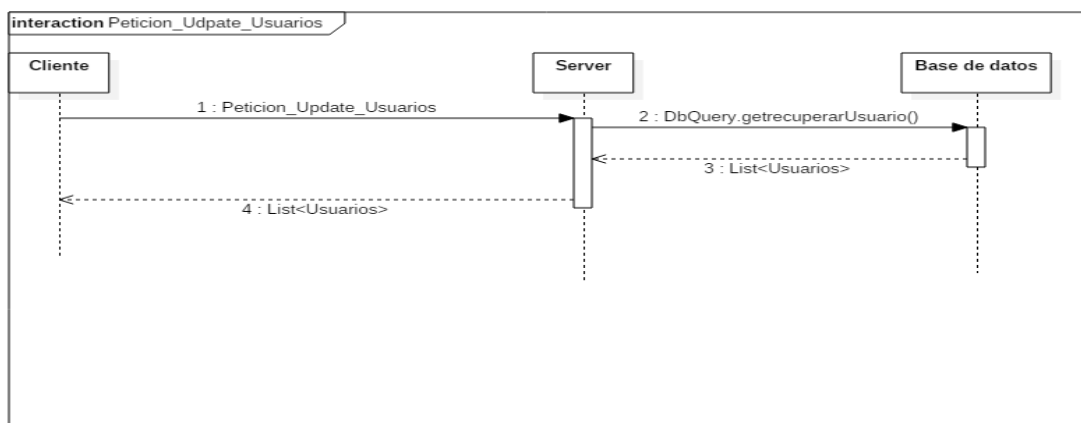 interaction Peticion_Udpate_Usuarios
Cliente
Server
Base de datos
1 : Peticion_Update_Usuarios
2 : DbQuery.getrecuperarUsuario()
3 : List<Usuarios>
4 : List<Usuarios>